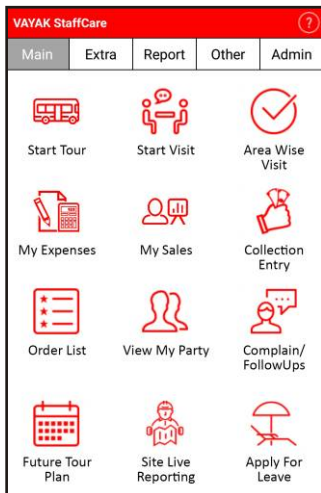 VAYAK StaffCare
?
Main Extra Report Other Admin
Start Tour Start Visit Area Wise
Visit
My Expenses My Sales Collection
Entry
Order List View My Party Complain/
FollowUps
Future Tour Site Live Apply For
Plan Reporting Leave